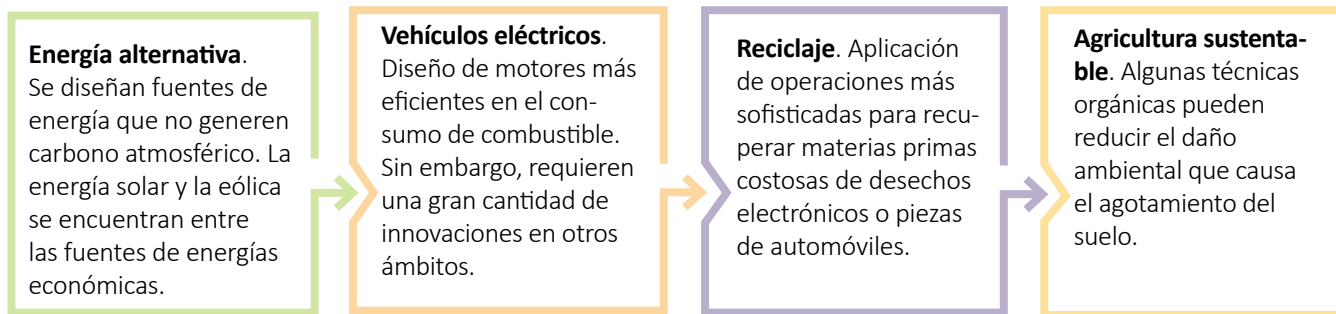 Energía alternativa.
Se diseñan fuentes de
energía que no generen
carbono atmosférico. La
energía solar y la eólica
se encuentran entre
las fuentes de energías
económicas.
Vehículos eléctricos.
Diseño de motores más
eficientes en el con-
sumo de combustible.
Sin embargo, requieren
una gran cantidad de
innovaciones en otros
ámbitos.
Reciclaje. Aplicación
de operaciones más
sofisticadas para recu-
perar materias primas
costosas de desechos
electrónicos o piezas
de automóviles.
Agricultura sustenta-
ble. Algunas técnicas
orgánicas pueden
reducir el daño
ambiental que causa
el agotamiento del
suelo.